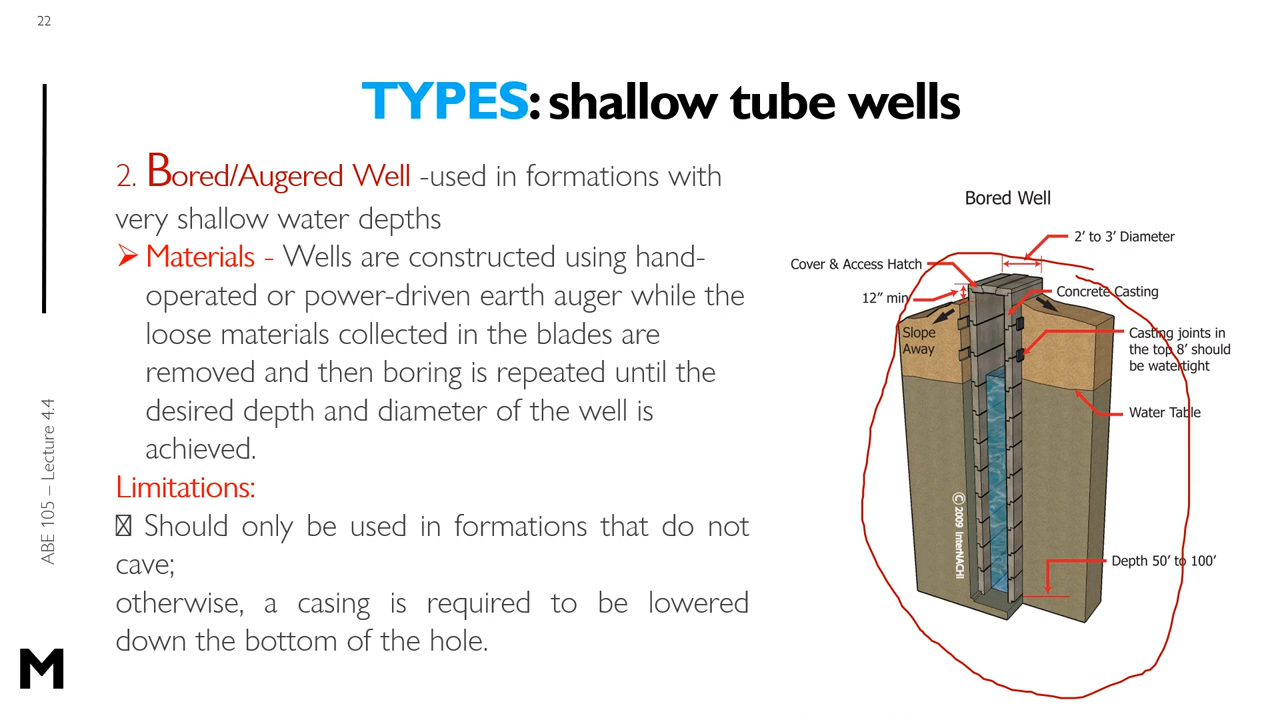 22
TYPES: shallow tube wells
2. Bored/Augered Well -used in formations with
very shallow water depths
➢ Materials - Wells are constructed using hand-
operated or power-driven earth auger while the
loose materials collected in the blades are
removed and then boring is repeated until the
desired depth and diameter of the well is
achieved.
Limitations:
Should only be used in formations that do not
cave;
otherwise, a casing is required to be lowered
down the bottom of the hole.
Bored Well
2' to 3' Diameter
Cover & Access Hatch
12" min
Concrete Casting
Slope
Away
Casting joints in
the top 8' should
be watertight
Water Table
© 2009 InterNACHI
Depth 50' to 100'
ABE 105 – Lecture 4.4
M